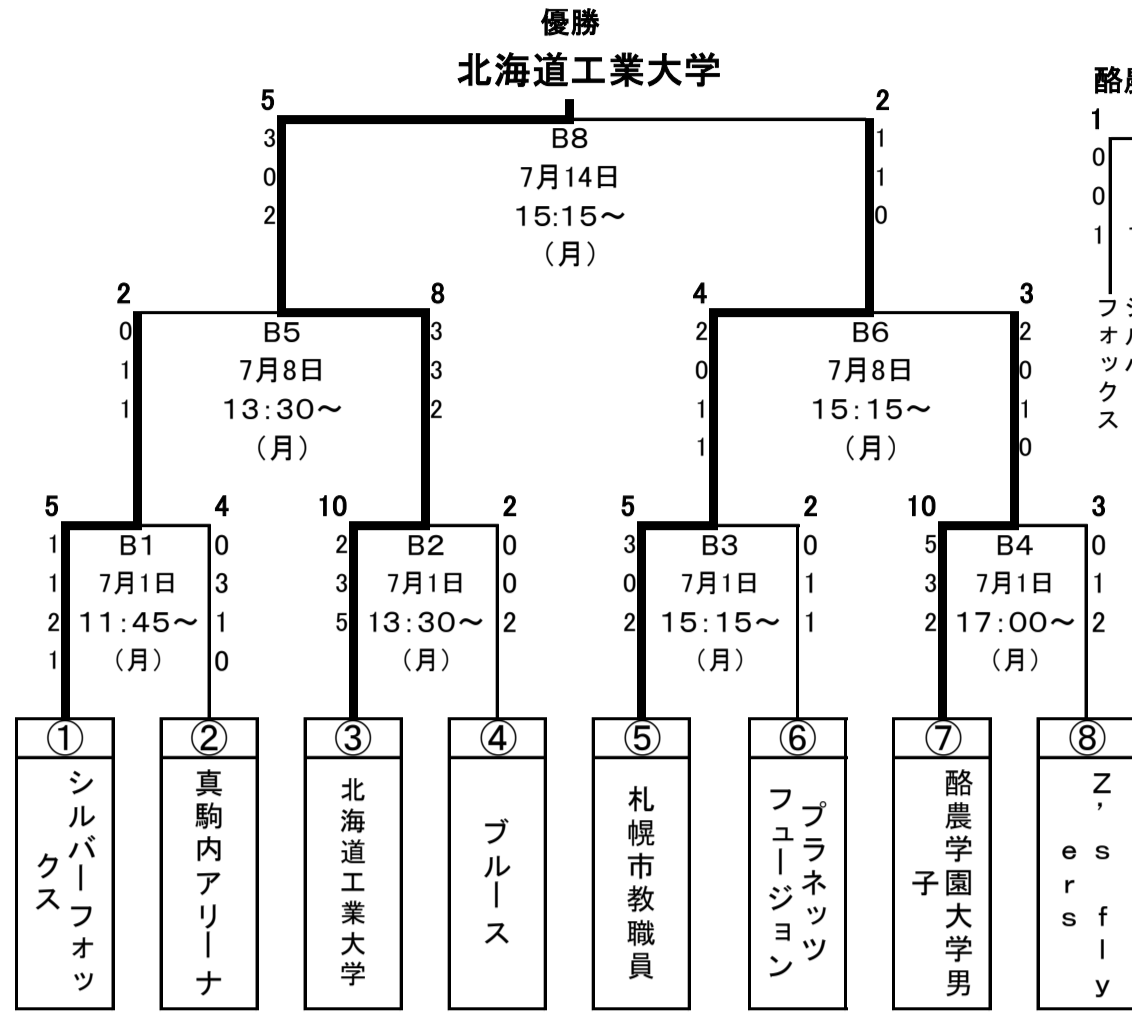 優勝
北海道工業大学
酪
5
2
1
3
0
2
B8
7月14日
15:15～
(月)
1
1
0
0
0
1
フォックス
2
8
4
3
0
1
1
B5
7月8日
13:30～
(月)
3
3
2
2
0
1
1
B6
7月8日
15:15～
(月)
2
0
1
0
5
4
10
2
5
2
10
3
1
1
2
1
B1
7月1日
11:45～
(月)
0
3
1
0
2
3
5
B2
7月1日
13:30～
(月)
0
0
2
3
0
2
B3
7月1日
15:15～
(月)
0
1
1
5
3
2
B4
7月1日
17:00～
(月)
0
1
2
①
②
③
④
⑤
⑥
⑦
⑧
シルバーフォッ
クス
真駒内アリーナ
北海道工業大学
ブルース
札幌市教職員
プラネッツ
フュージョン
酪農学園大学男
子
Z's fly
ers